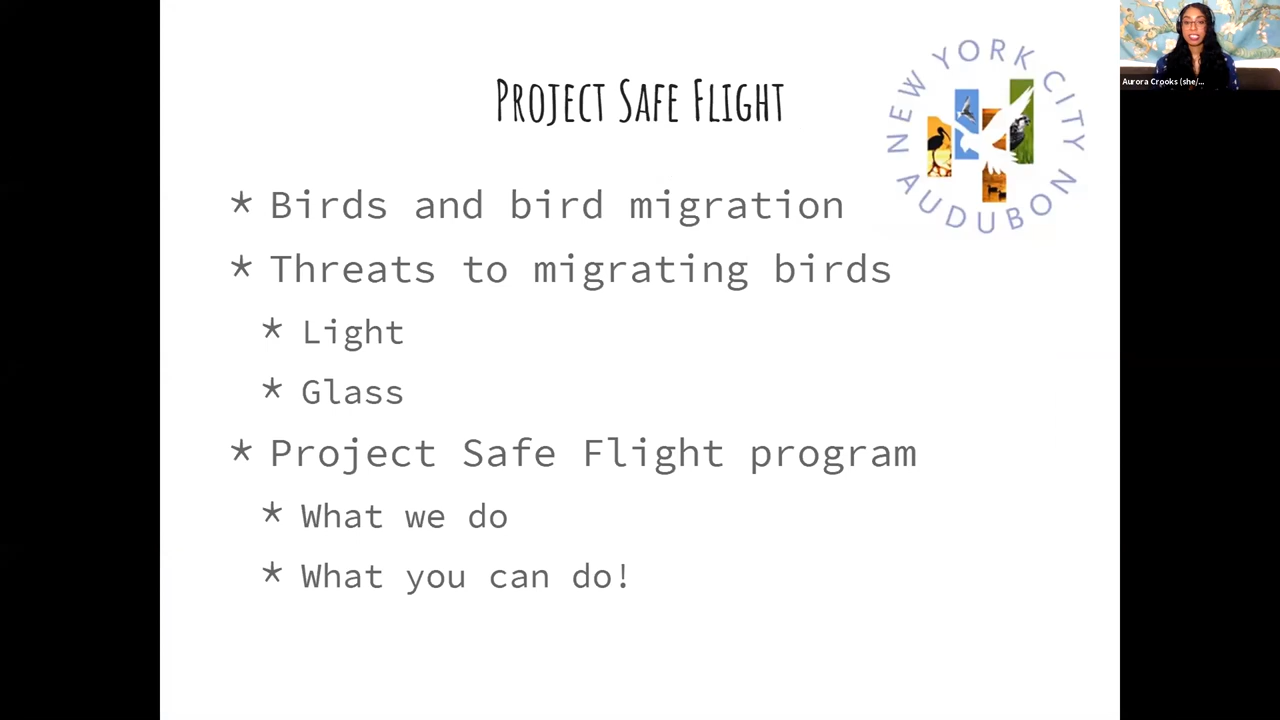 Project Safe Flight
NEW YORK CITY
AUDUBON
Aurora Crooks (she/...
* Birds and bird migration
* Threats to migrating birds
* Light
* Glass
* Project Safe Flight program
* What we do
* What you can do!